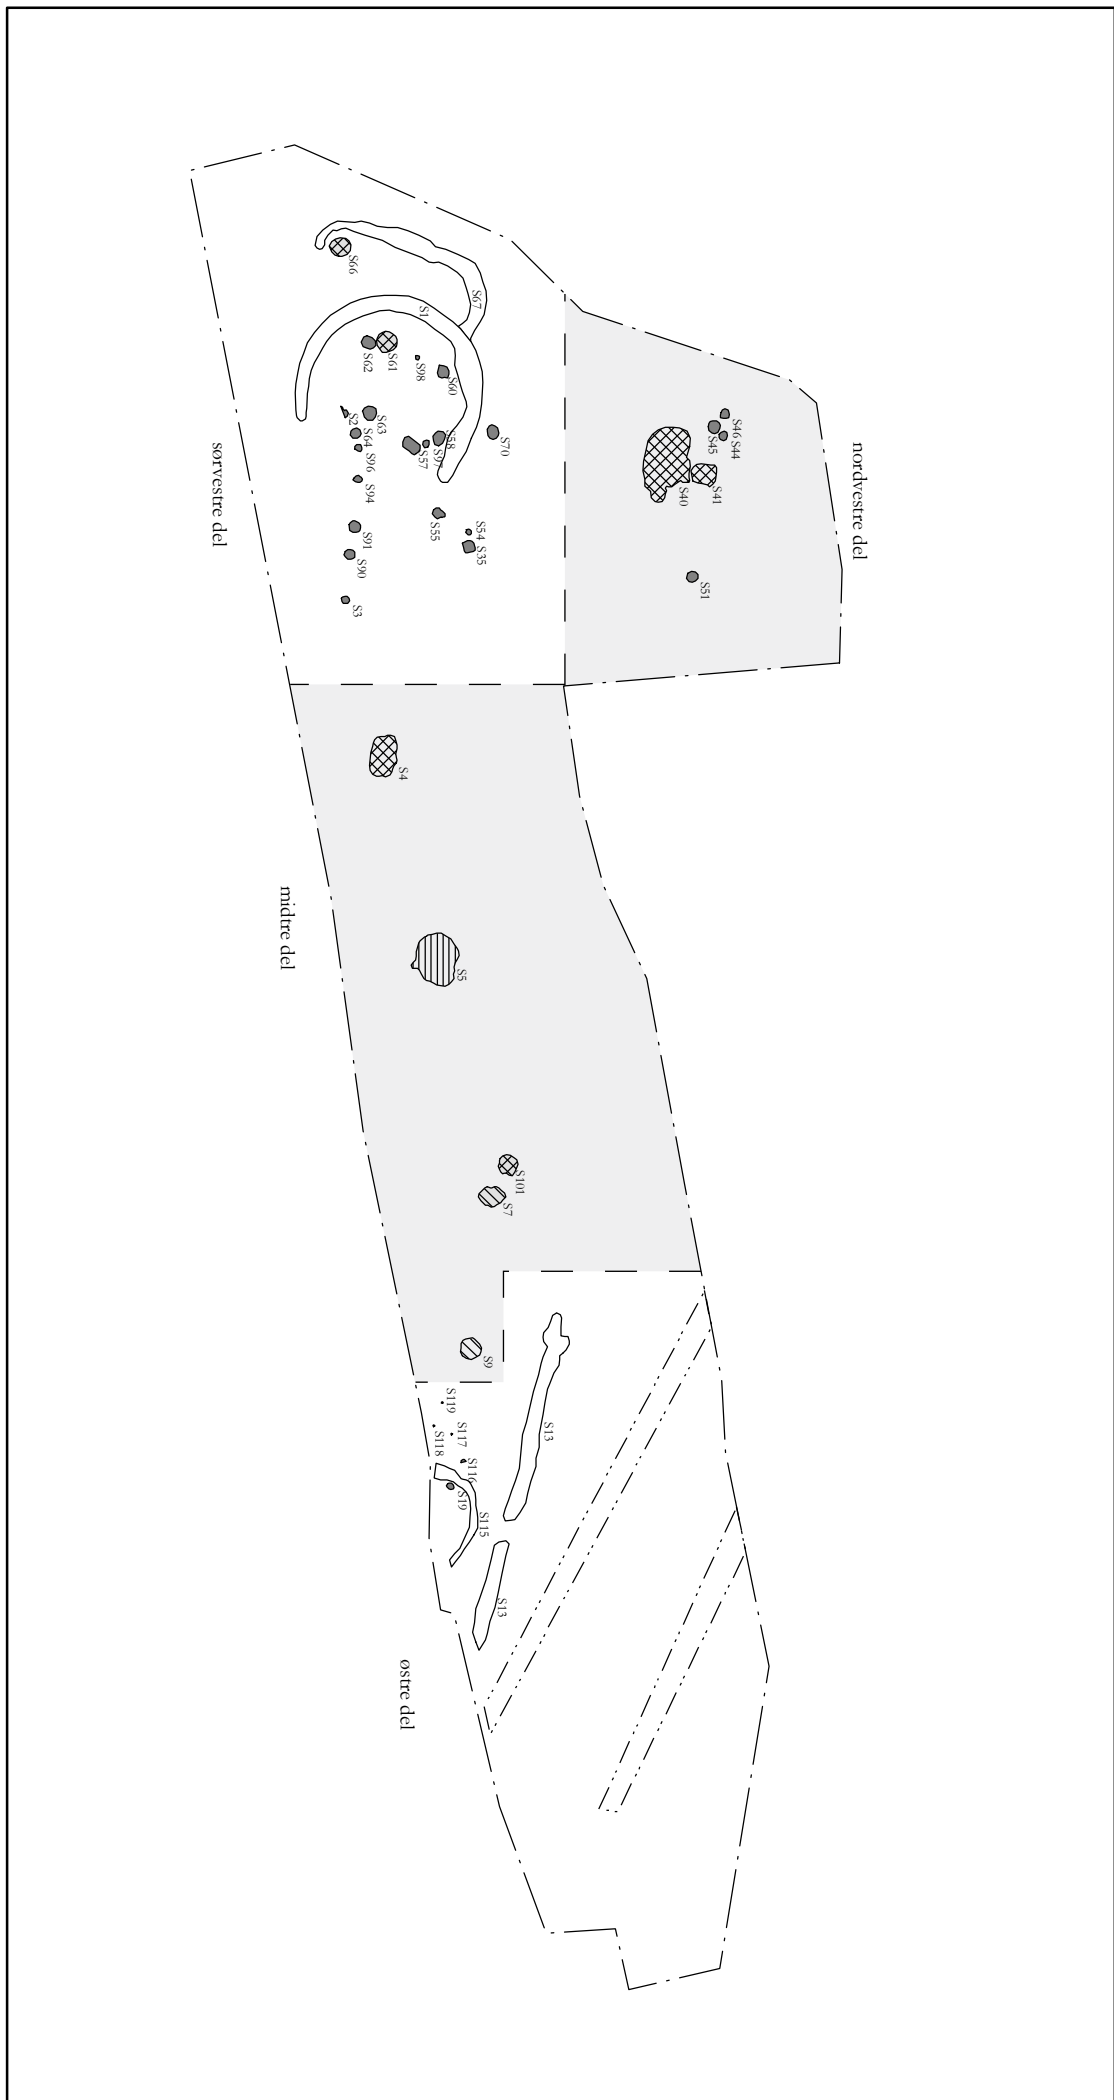 nordvestre del
S46
S44
S45
S41
S40
S51
S66
S67
S1
S61
S62
S98
S60
S70
S2
S63
S64
S96
S58
S97
S57
S94
S55
S54
S35
S91
S90
S3
sørvestre del
S4
S5
S101
S7
S9
midtre del
S13
S119
S117
S118
S116
S19
S115
S13
østre del